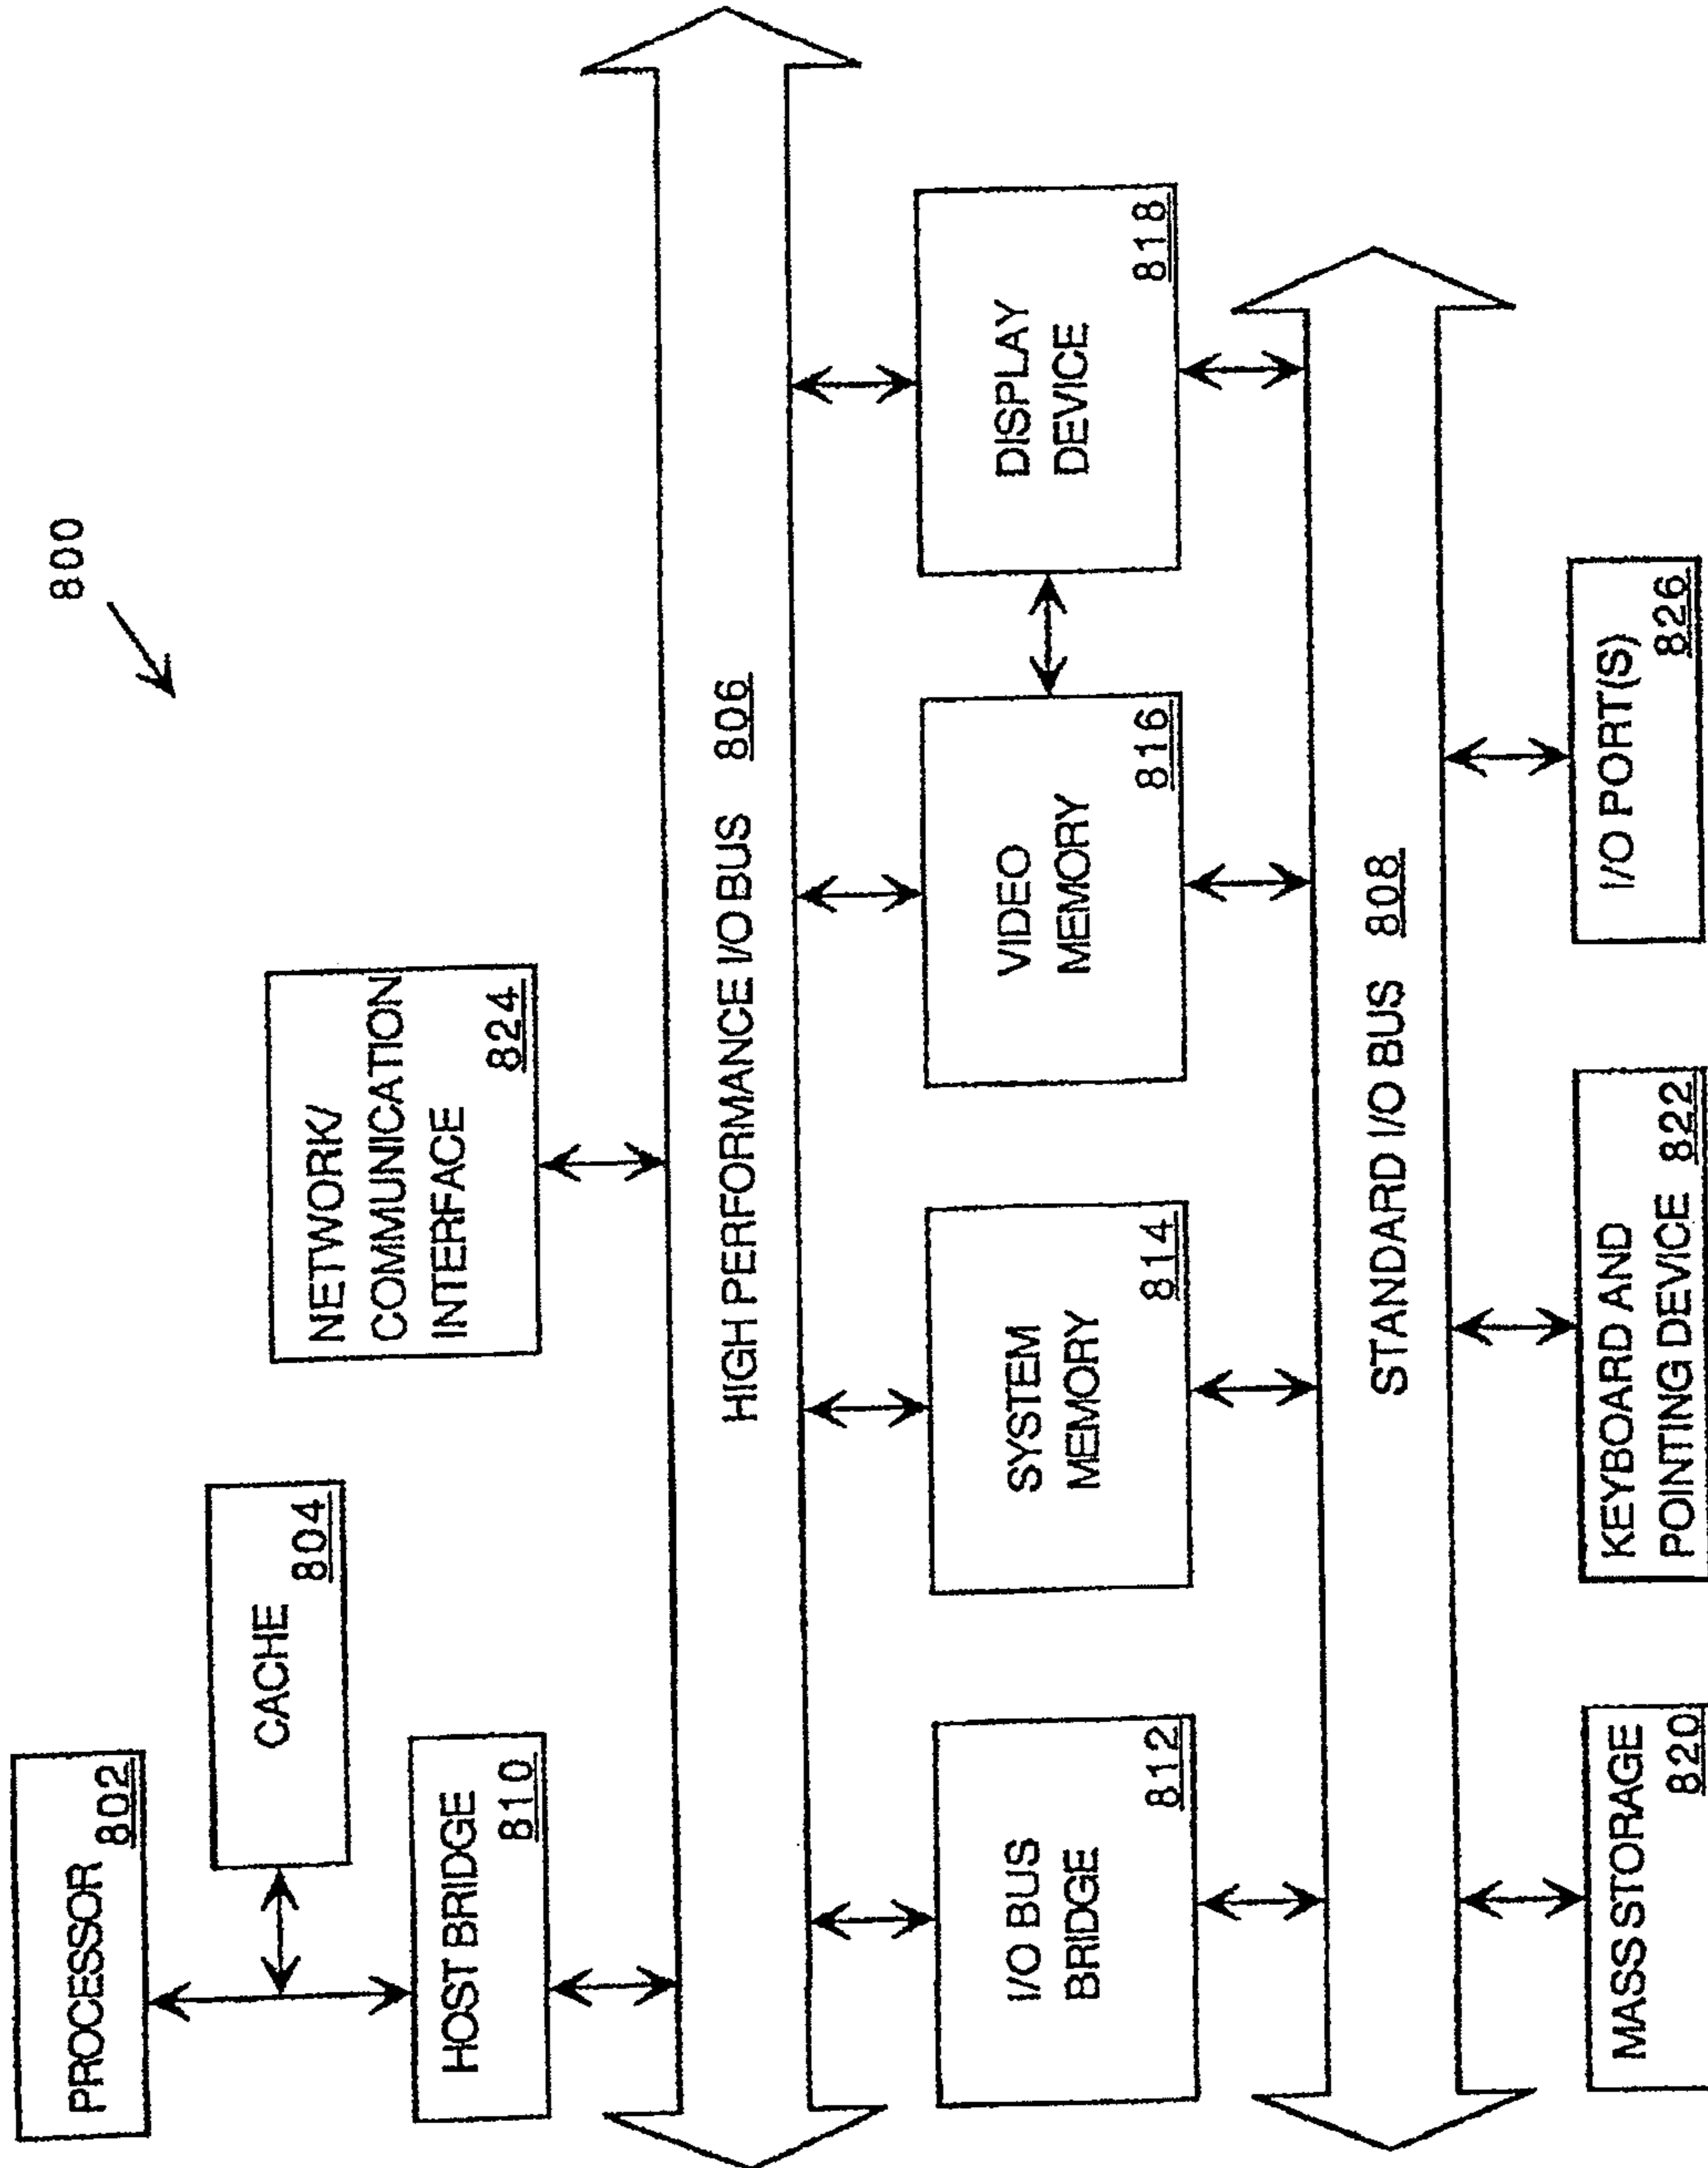 800
PROCESSOR
802
CACHE
804
HOST BRIDGE
810
NETWORK/
COMMUNICATION
INTERFACE
824
HIGH PERFORMANCE I/O BUS 806
I/O BUS
BRIDGE
812
SYSTEM
MEMORY
814
VIDEO
MEMORY
816
DISPLAY
DEVICE
818
STANDARD I/O BUS 808
MASS STORAGE
820
KEYBOARD AND
POINTING DEVICE 822
I/O PORT(S)
826